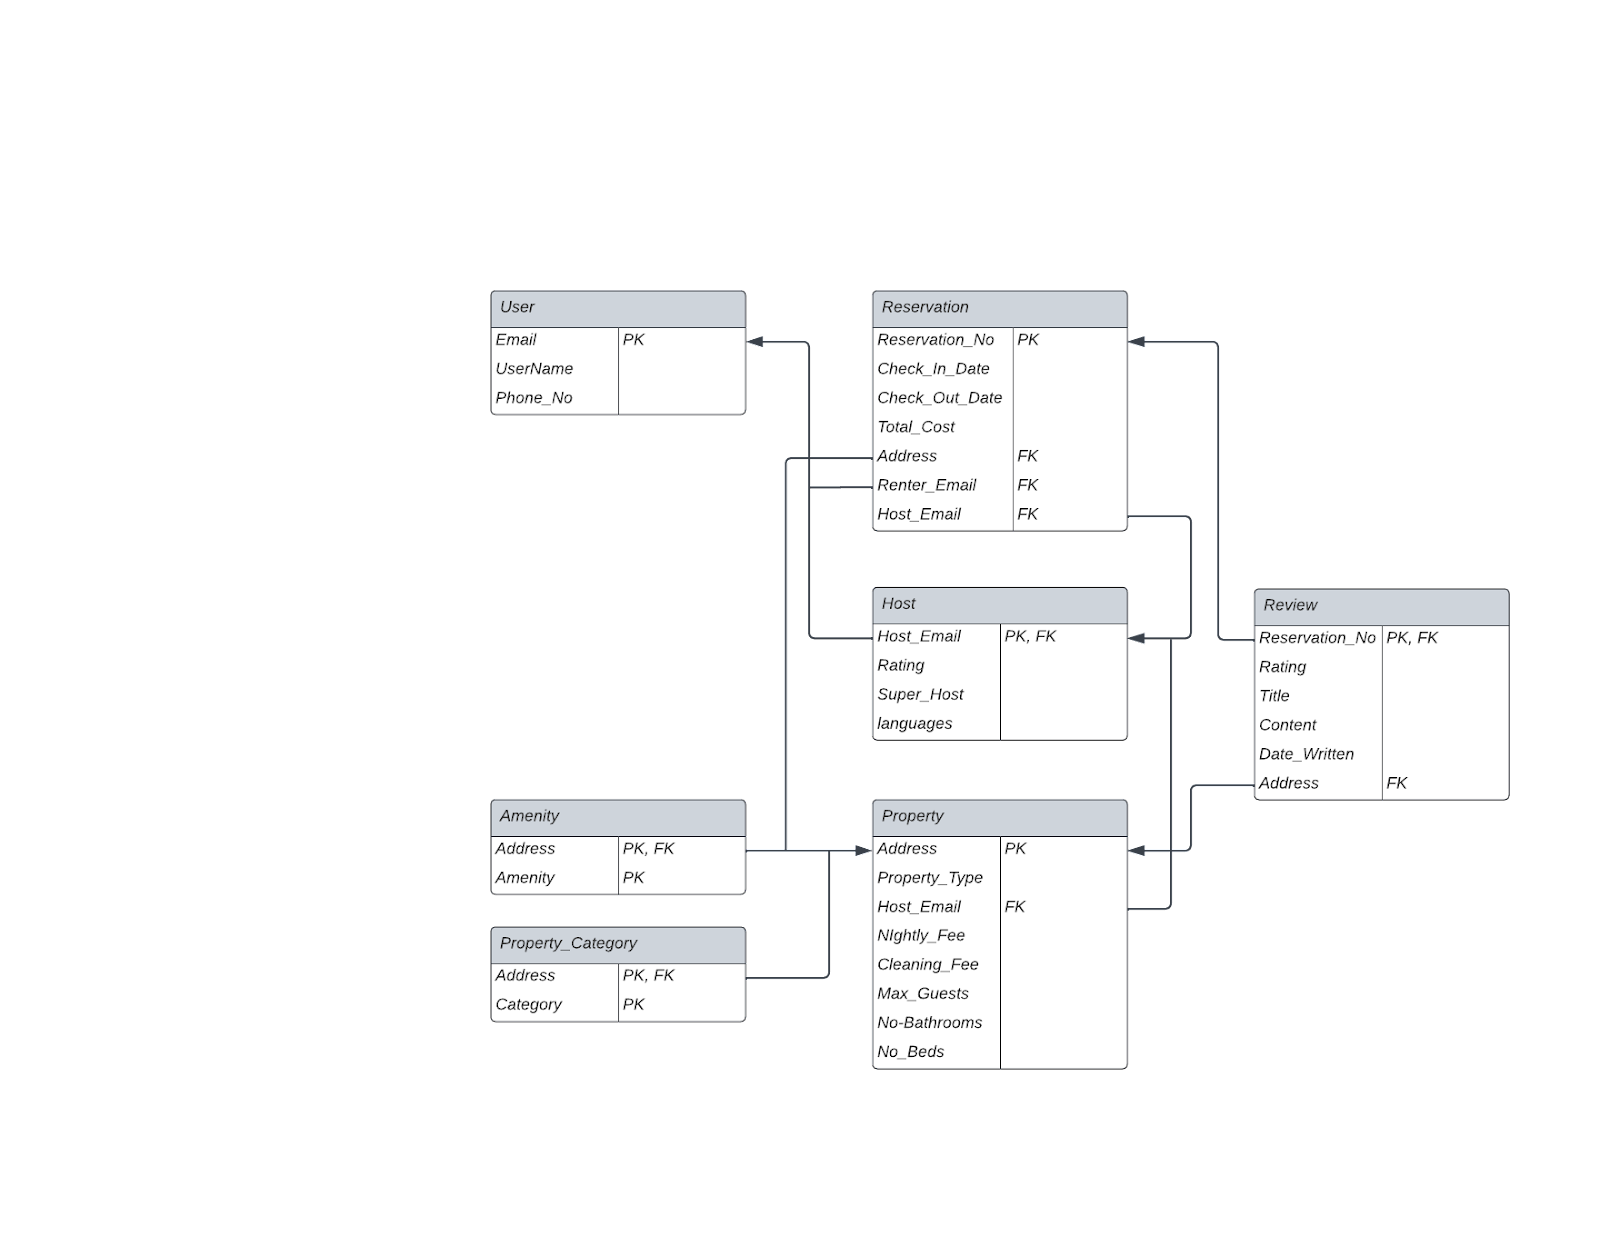 User
Email PK
UserName
Phone_No
Reservation
Reservation_No PK
Check_In_Date
Check_Out_Date
Total_Cost
Address FK
Renter_Email FK
Host_Email FK
Host
Host_Email PK, FK
Rating
Super_Host
languages
Review
Reservation_No PK, FK
Rating
Title
Content
Date_Written
Address FK
Amenity
Address PK, FK
Amenity PK
Property_Category
Address PK, FK
Category PK
Property
Address PK
Property_Type
Host_Email FK
NIghtly_Fee
Cleaning_Fee
Max_Guests
No-Bathrooms
No_Beds